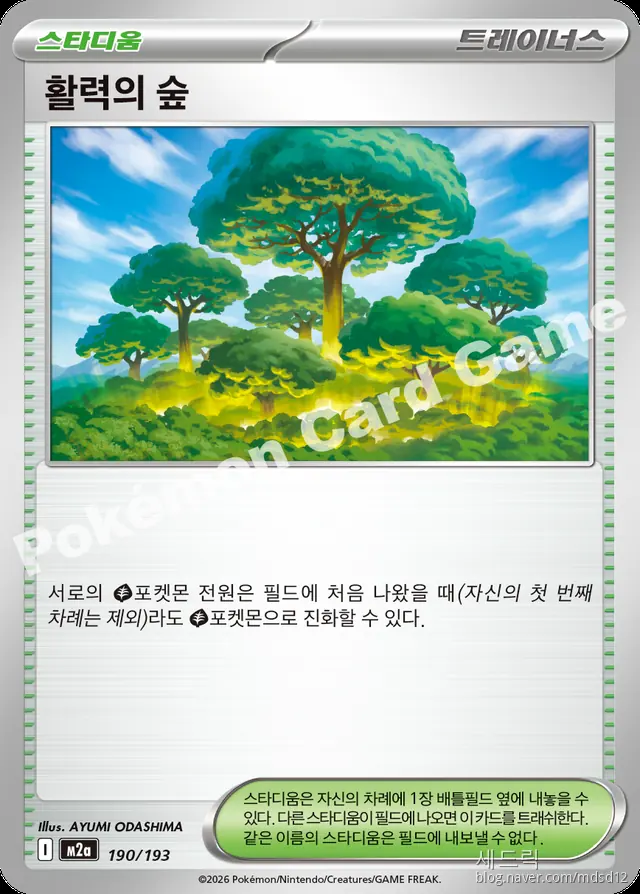 스타디움
트레이너스
활력의 숲
Pokémon Card Game
서로의 포켓몬 전원은 필드에 처음 나왔을 때(자신의 첫 번째
차례는 제외)라도 포켓몬으로 진화할 수 있다.
스타디움은 자신의 차례에 1장 배틀필드 옆에 내놓을 수
있다. 다른 스타디움이 필드에 나오면 이 카드를 트래쉬한다.
같은 이름의 스타디움은 필드에 내보낼 수 없다.
Illus. AYUMI ODASHIMA
I M2a 190/193
©2026 Pokémon/Nintendo/Creatures/GAME FREAK.
세드릭
blog.naver.com/mdsd12